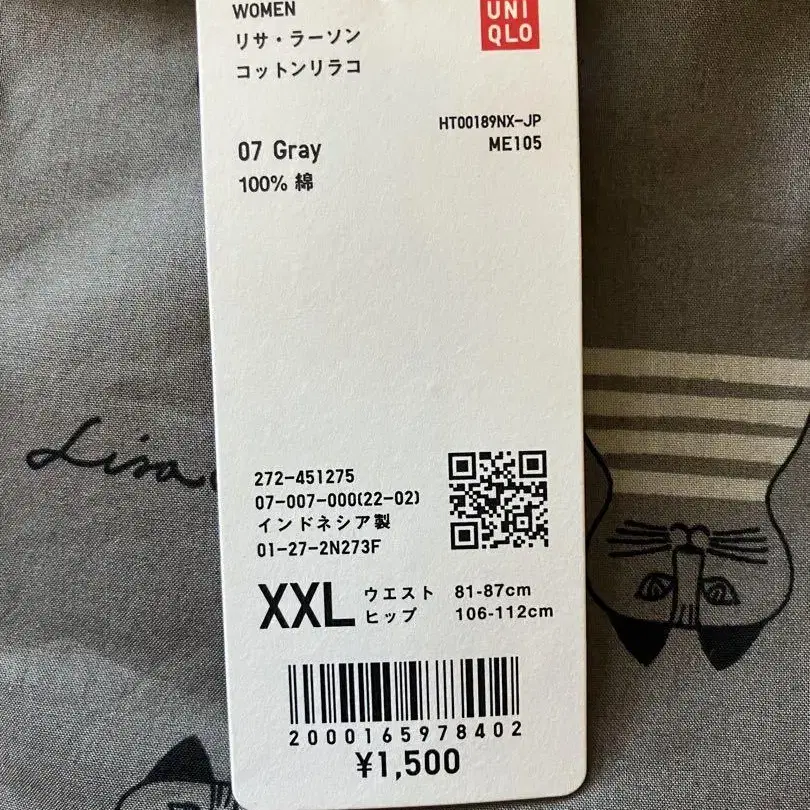 WOMEN
リサ・ラーソン
コットンリラコ
UNI
QLO
HT00189NX-JP
ME105
07 Gray
100% 綿
272-451275
07-007-000(22-02)
インドネシア製
01-27-2N273F
XXL
ウエスト 81-87cm
ヒップ 106-112cm
2000165978402
¥1,500
Lisa